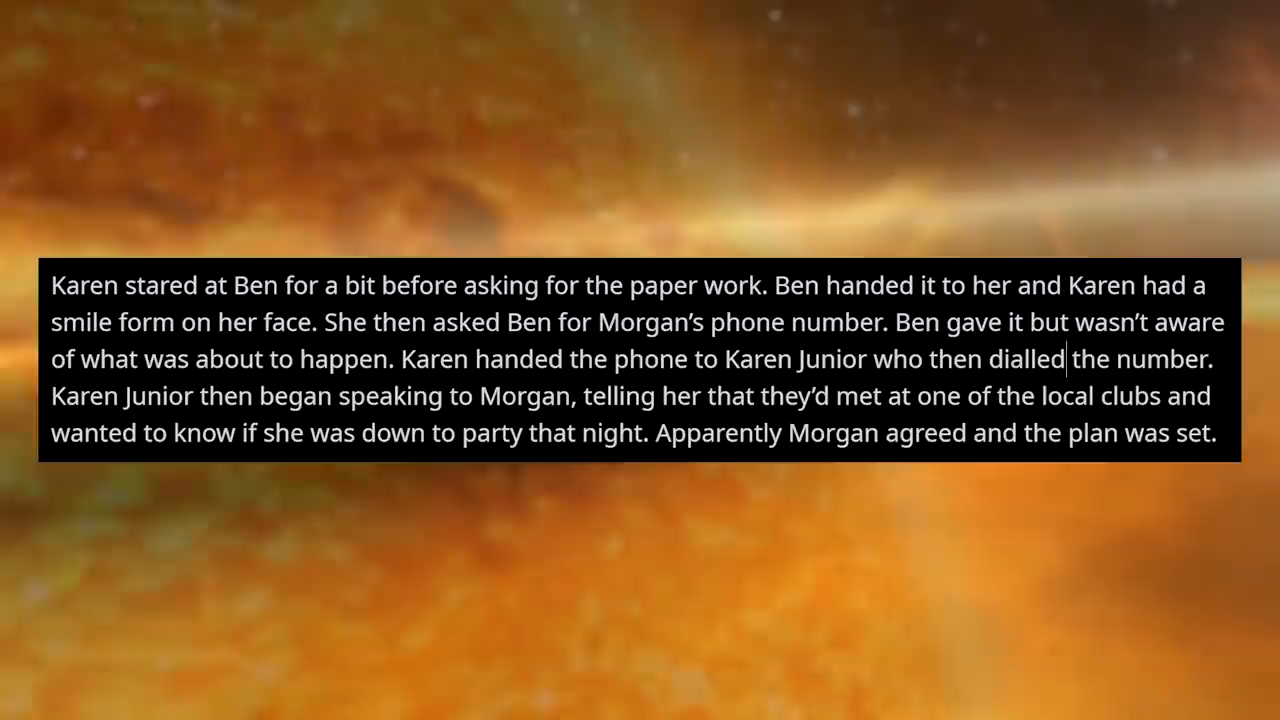 Karen stared at Ben for a bit before asking for the paper work. Ben handed it to her and Karen had a
smile form on her face. She then asked Ben for Morgan’s phone number. Ben gave it but wasn’t aware
of what was about to happen. Karen handed the phone to Karen Junior who then dialled the number.
Karen Junior then began speaking to Morgan, telling her that they’d met at one of the local clubs and
wanted to know if she was down to party that night. Apparently Morgan agreed and the plan was set.